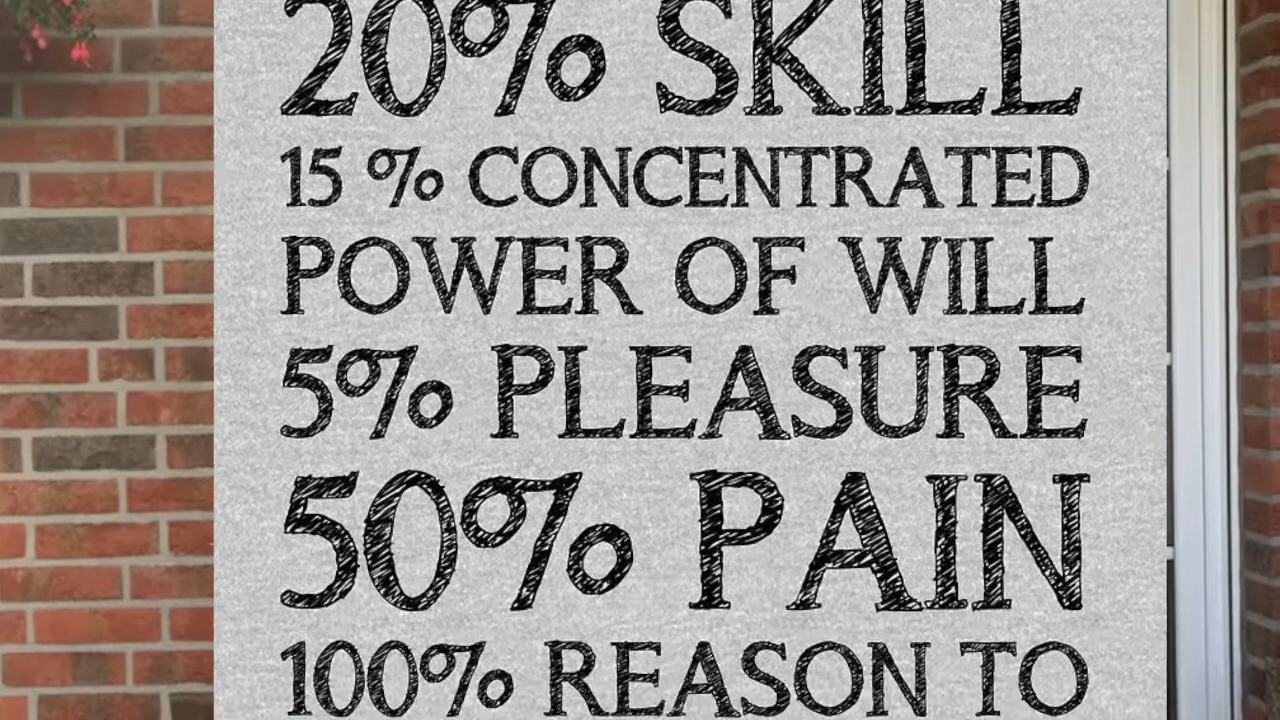 20% SKILL
15 % CONCENTRATED
POWER OF WILL
5% PLEASURE
50% PAIN
100% REASON TO